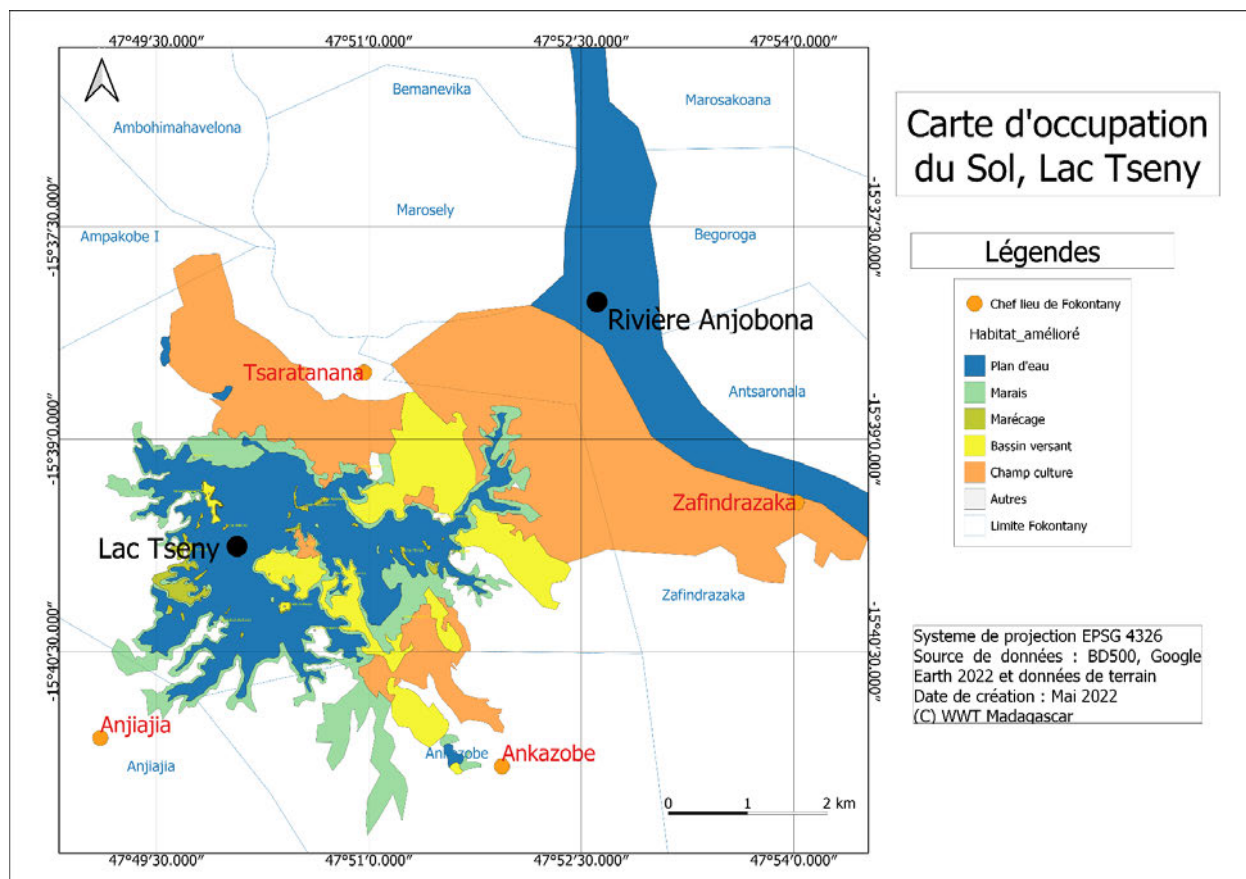 47°49'30.000"
47°51'0.000"
47°52'30.000"
47°54'0.000"
Bemanevika
Marosakoana
Ambohimahavelona
Carte d'occupation
du Sol, Lac Tseny
-15°37'30.000"
-15°37'30.000"
Marosely
Ampakobe I
Begoroga
Légendes
Chef lieu de Fokontany
Habitat_amélioré
Plan d'eau
Marais
Marécage
Bassin versant
Champ culture
Autres
Limite Fokontany
Rivière Anjobona
Tsaratanana
Antsaronala
-15°39'0.000"
-15°39'0.000"
Zafindrazaka
Lac Tseny
Zafindrazaka
-15°40'30.000"
-15°40'30.000"
Systeme de projection EPSG 4326
Source de données : BD500, Google
Earth 2022 et données de terrain
Date de création : Mai 2022
(C) WWT Madagascar
Anjiajia
Anjiajia
Ankazobe
Ankazobe
0 1 2 km
47°49'30.000"
47°51'0.000"
47°52'30.000"
47°54'0.000"